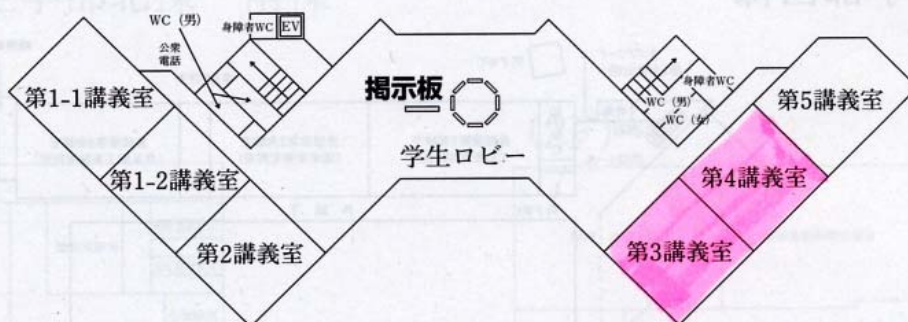 WC（男）
身障者WC
EV
公衆
電話
第1-1講義室
第1-2講義室
第2講義室
掲示板
学生ロビー
身障者WC
WC（男）
WC（女）
第5講義室
第4講義室
第3講義室